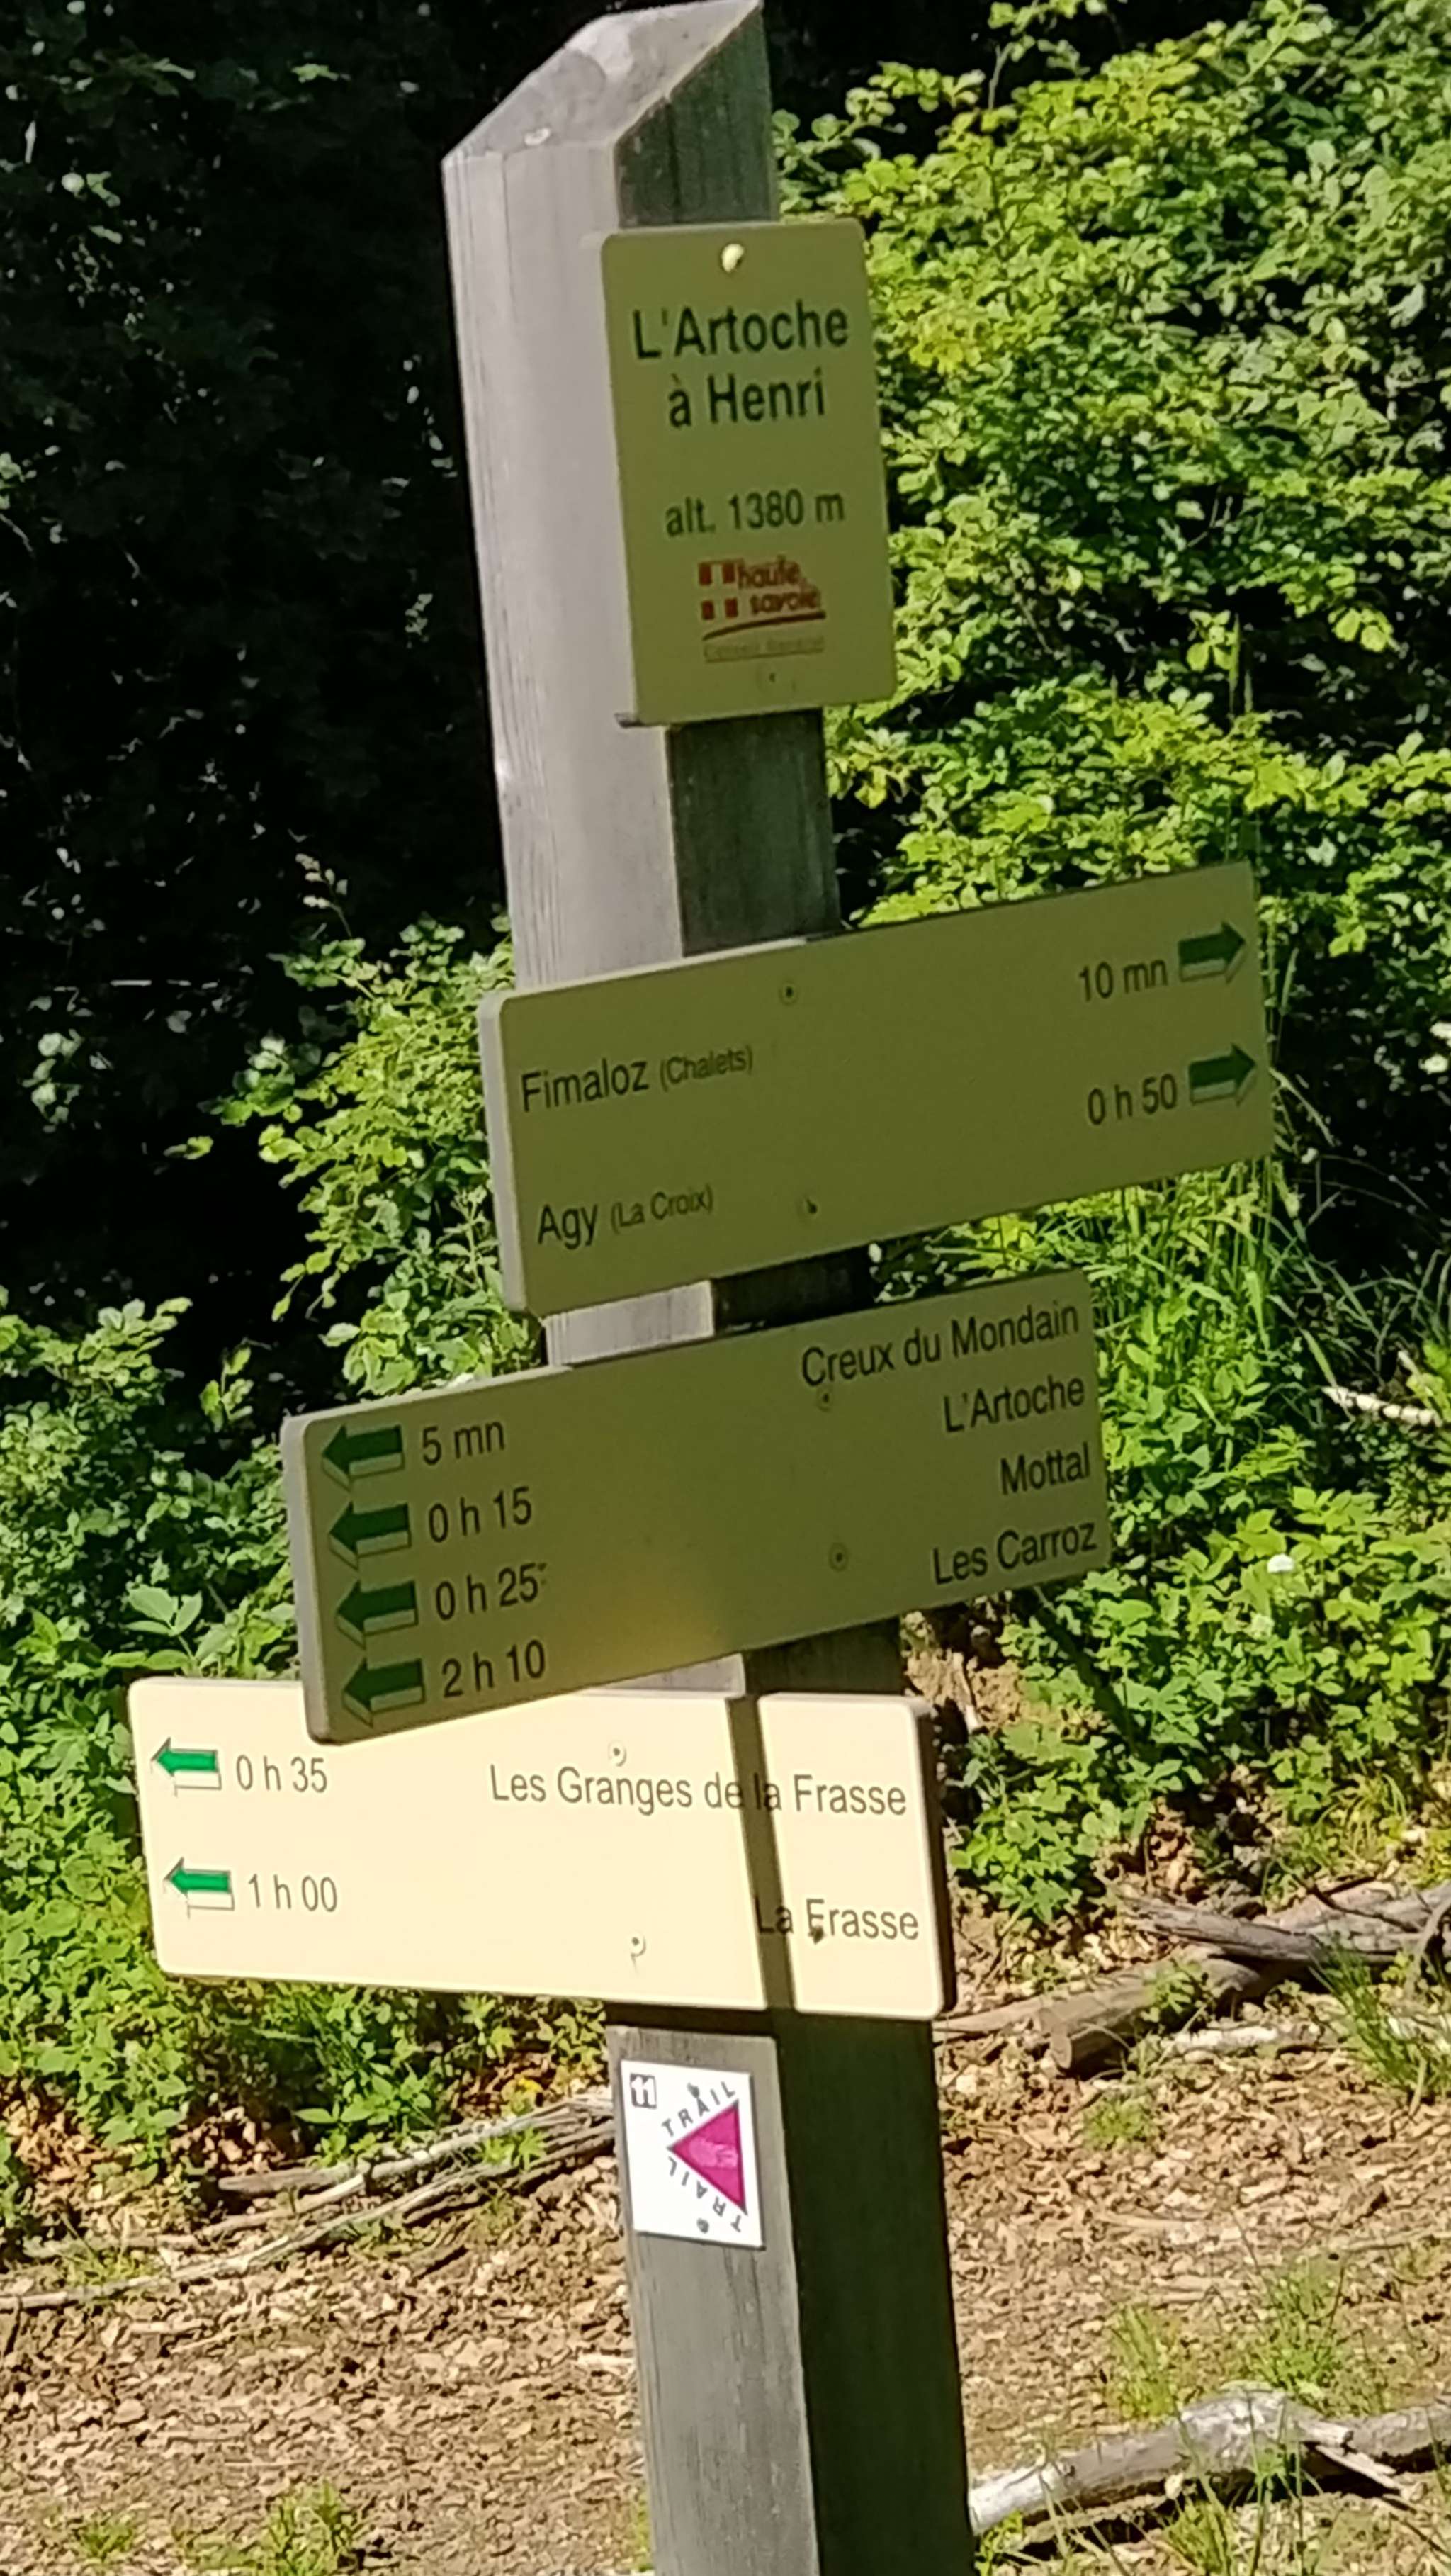 L'Artoche
à Henri
alt. 1380 m
haute
savoie
Conseil Général
10 mn
Fimaloz (Chalets)
0 h 50
Agy (La Croix)
5 mn Creux du Mondain
0 h 15 L'Artoche
0 h 25 Mottal
2 h 10 Les Carroz
0 h 35 Les Granges de la Frasse
1 h 00 La Frasse
11
TRAIL
TRAIL